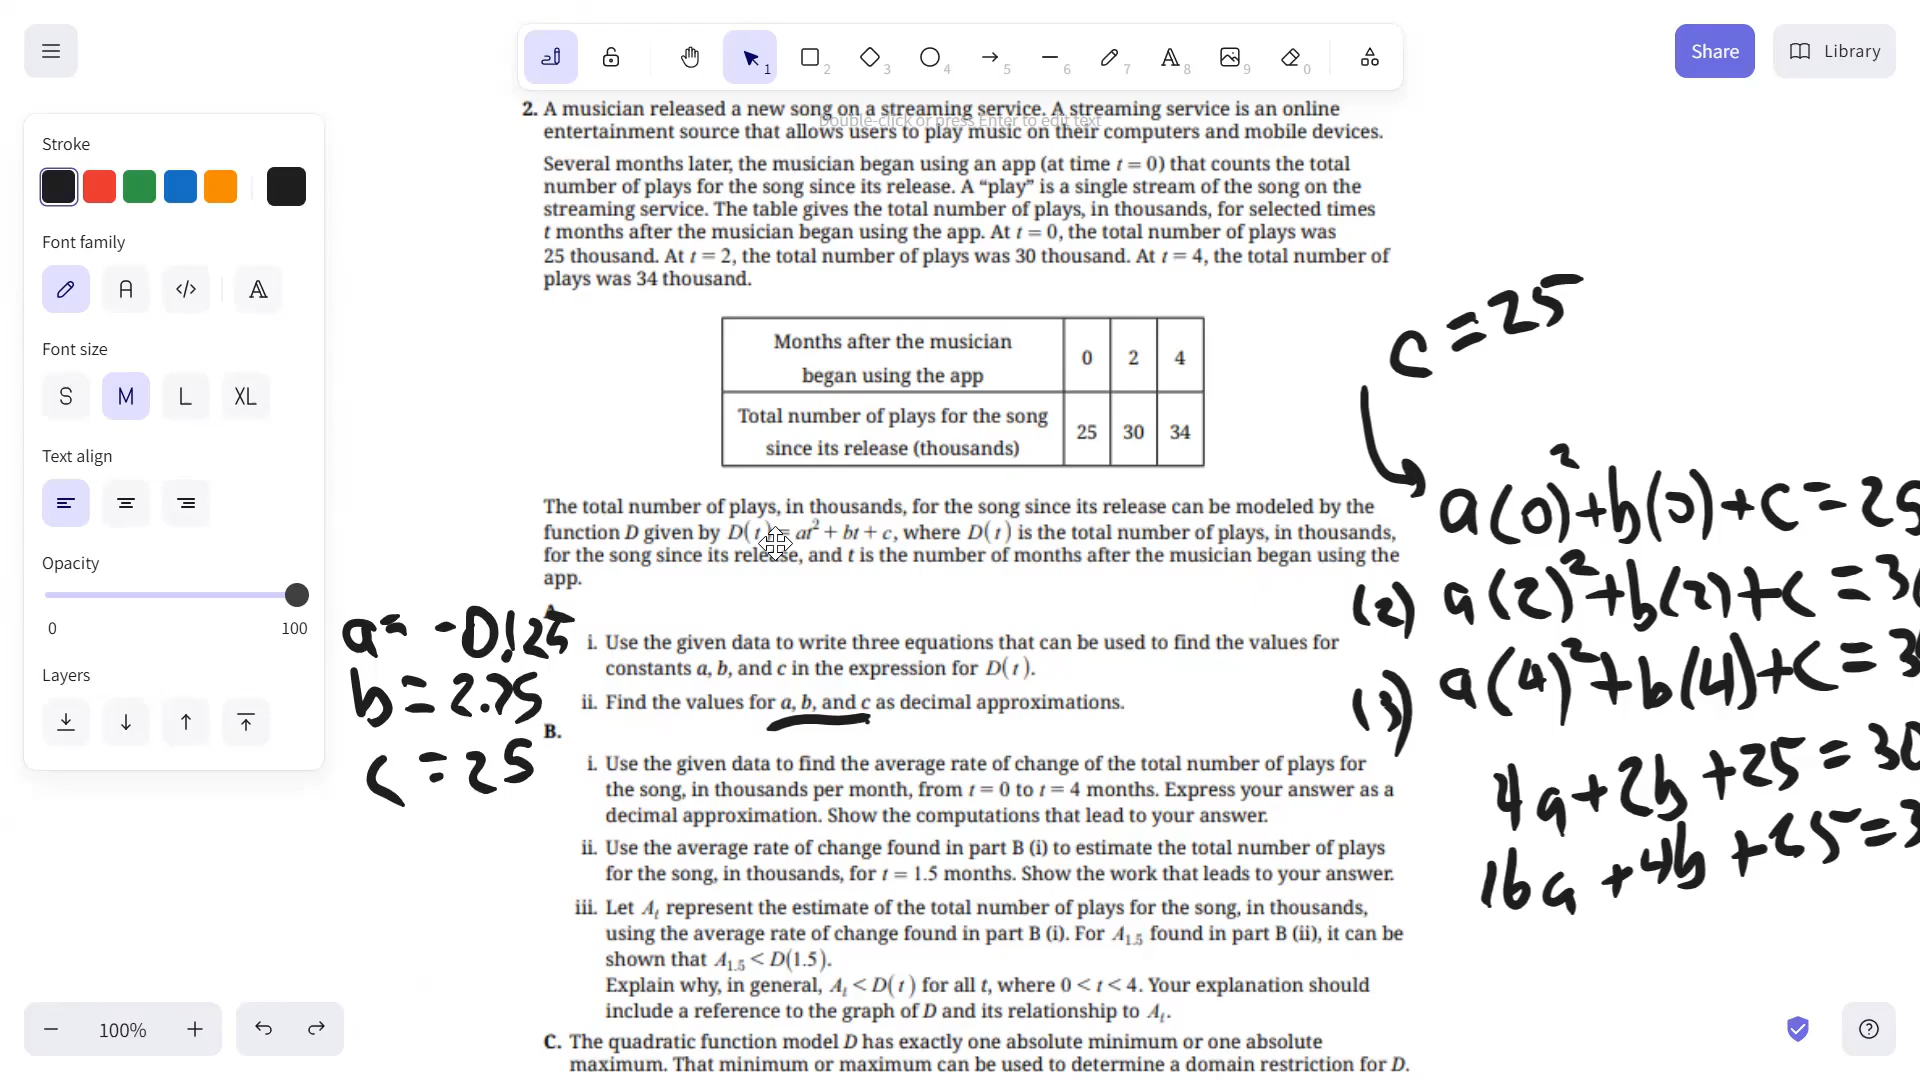 Share
Library
1
2
3
4
5
6
7
8
9
0
Double-click or press Enter to edit text
Stroke
Font family
Font size
S
M
L
XL
Text align
Opacity
0
100
Layers
100%
2. A musician released a new song on a streaming service. A streaming service is an online
entertainment source that allows users to play music on their computers and mobile devices.
Several months later, the musician began using an app (at time t = 0) that counts the total
number of plays for the song since its release. A “play” is a single stream of the song on the
streaming service. The table gives the total number of plays, in thousands, for selected times
t months after the musician began using the app. At t = 0, the total number of plays was
25 thousand. At t = 2, the total number of plays was 30 thousand. At t = 4, the total number of
plays was 34 thousand.
Months after the musician
began using the app
0 2 4
Total number of plays for the song
since its release (thousands)
25 30 34
The total number of plays, in thousands, for the song since its release can be modeled by the
function D given by D(t) = at² + bt + c, where D(t) is the total number of plays, in thousands,
for the song since its release, and t is the number of months after the musician began using the
app.
A.
i. Use the given data to write three equations that can be used to find the values for
constants a, b, and c in the expression for D(t).
ii. Find the values for a, b, and c as decimal approximations.
B.
i. Use the given data to find the average rate of change of the total number of plays for
the song, in thousands per month, from t = 0 to t = 4 months. Express your answer as a
decimal approximation. Show the computations that lead to your answer.
ii. Use the average rate of change found in part B (i) to estimate the total number of plays
for the song, in thousands, for t = 1.5 months. Show the work that leads to your answer.
iii. Let Aₜ represent the estimate of the total number of plays for the song, in thousands,
using the average rate of change found in part B (i). For A₁.₅ found in part B (ii), it can be
shown that A₁.₅ < D(1.5).
Explain why, in general, Aₜ < D(t) for all t, where 0 < t < 4. Your explanation should
include a reference to the graph of D and its relationship to Aₜ.
C. The quadratic function model D has exactly one absolute minimum or one absolute
maximum. That minimum or maximum can be used to determine a domain restriction for D.
a = -0.125
b = 2.75
c = 25
c = 25
a(0)²+b(0)+c=25
(2) a(2)²+b(2)+c=
(3) a(4)²+b(4)+c=
4a+2b+25=30
16a+4b+25=